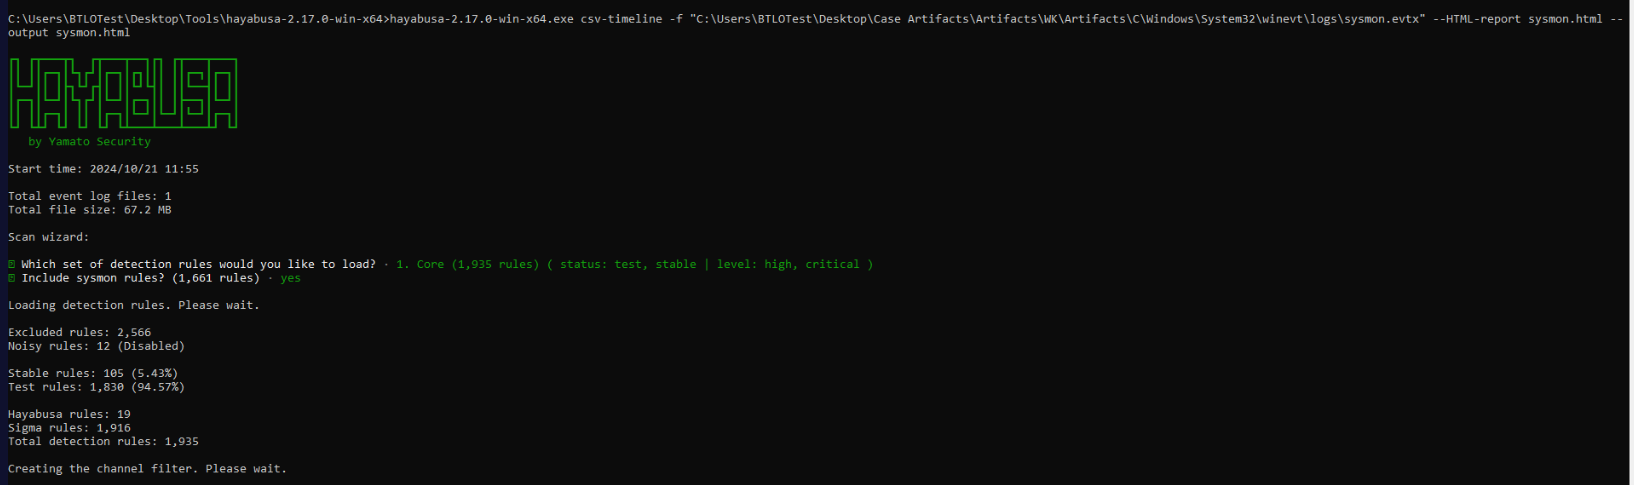 C:\Users\BTLOTest\Desktop\Tools\hayabusa-2.17.0-win-x64>hayabusa-2.17.0-win-x64.exe csv-timeline -f "C:\Users\BTLOTest\Desktop\Case Artifacts\Artifacts\WK\Artifacts\C\Windows\System32\winevt\logs\sysmon.evtx" --HTML-report sysmon.html --
output sysmon.html
HAYABUSA
by Yamato Security
Start time: 2024/10/21 11:55
Total event log files: 1
Total file size: 67.2 MB
Scan wizard:
Which set of detection rules would you like to load? · 1. Core (1,935 rules) ( status: test, stable | level: high, critical )
Include sysmon rules? (1,661 rules) · yes
Loading detection rules. Please wait.
Excluded rules: 2,566
Noisy rules: 12 (Disabled)
Stable rules: 105 (5.43%)
Test rules: 1,830 (94.57%)
Hayabusa rules: 19
Sigma rules: 1,916
Total detection rules: 1,935
Creating the channel filter. Please wait.